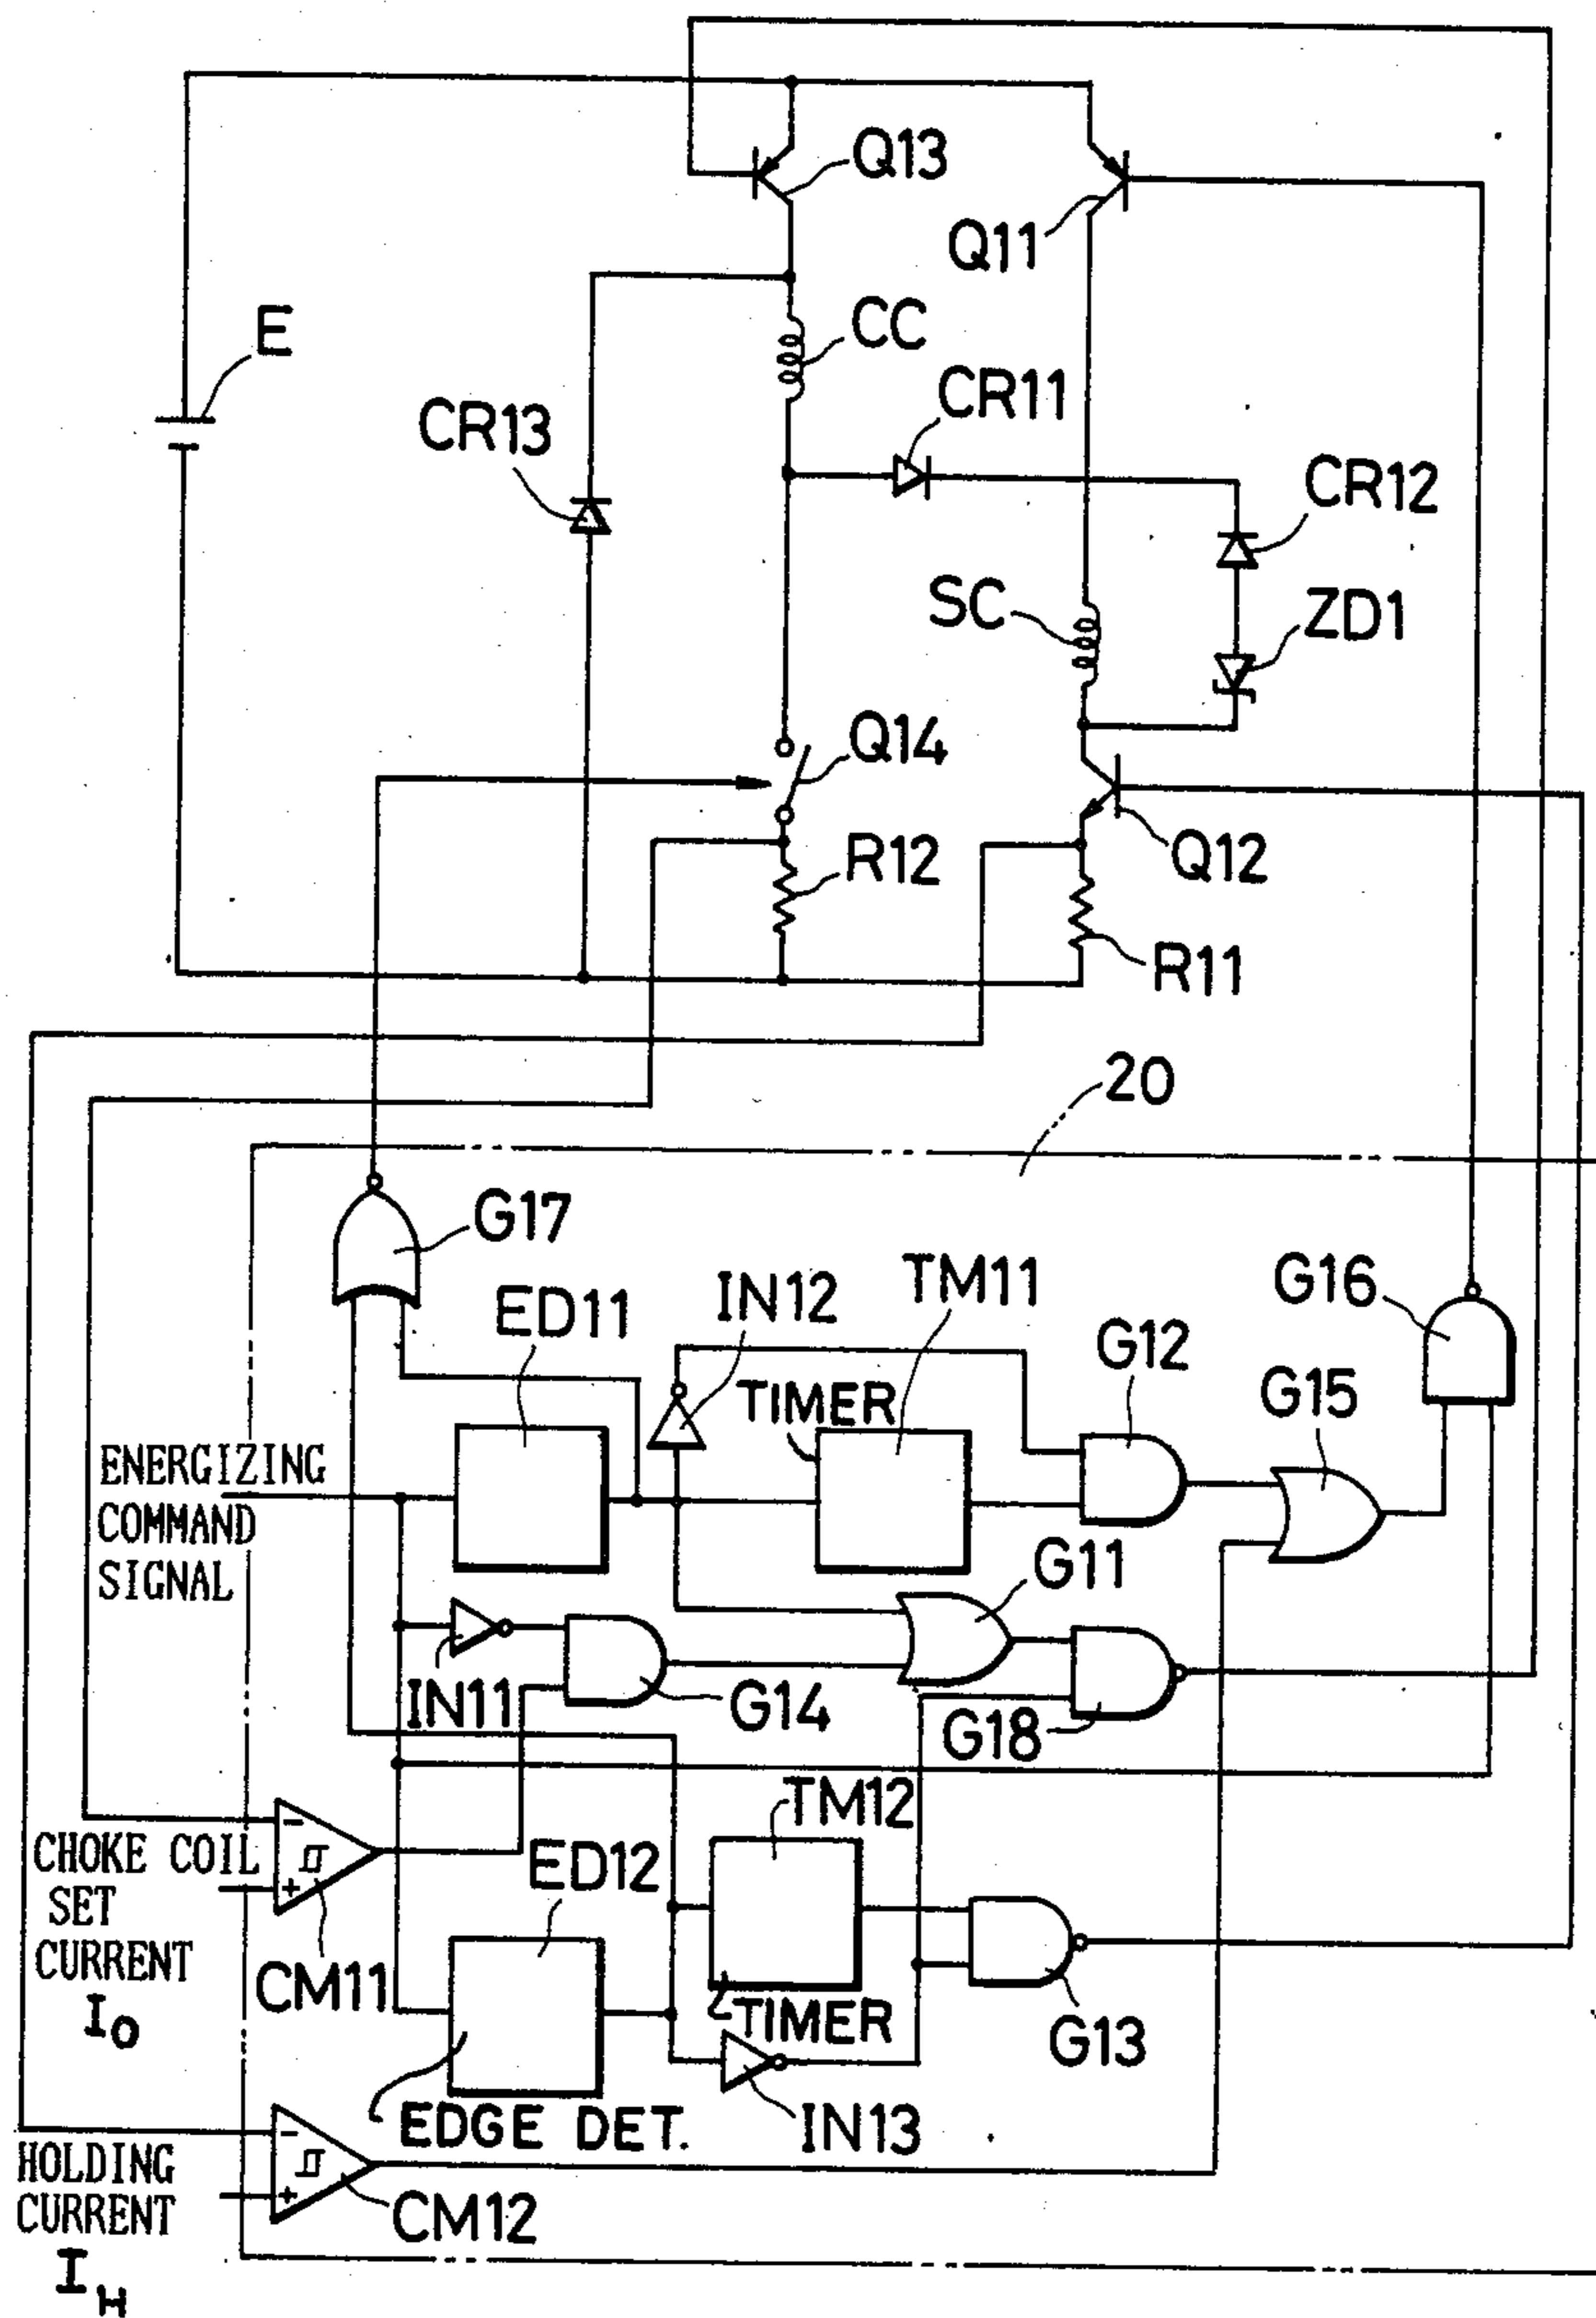 Q13
Q11
E
CC
CR11
CR13
CR12
SC
ZD1
Q14
R12
Q12
R11
20
G17
ED11
IN12
TM11
TIMER
G12
G16
G15
ENERGIZING
COMMAND
SIGNAL
G11
IN11
G14
G18
TM12
CHOKE COIL
SET
CURRENT
I0
-
+
CM11
ED12
TIMER
G13
EDGE DET.
IN13
HOLDING
CURRENT
IH
-
+
CM12